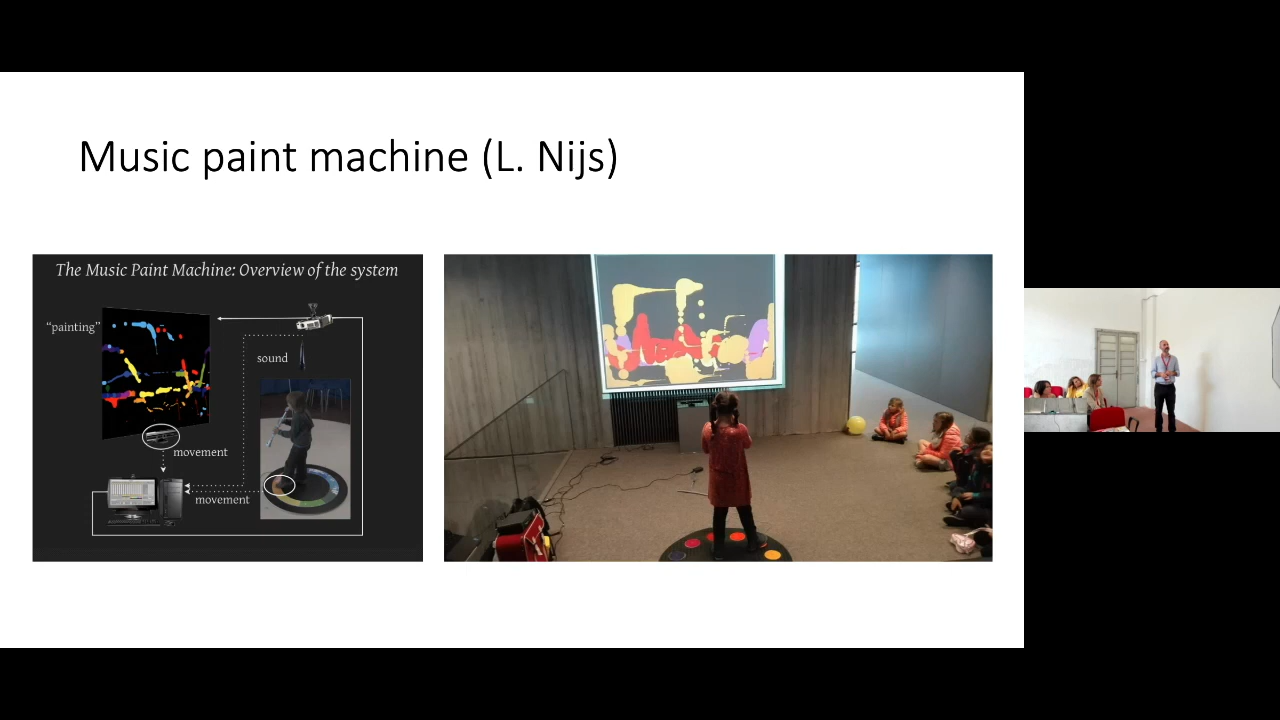 Music paint machine (L. Nijs)
The Music Paint Machine: Overview of the system
“painting”
sound
movement
movement